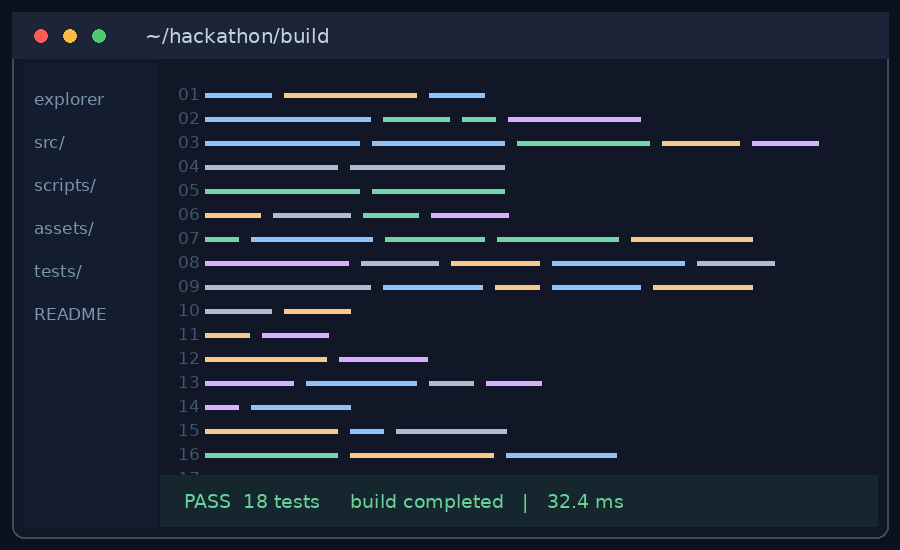 ~/hackathon/build
explorer
src/
scripts/
assets/
tests/
README
01
02
03
04
05
06
07
08
09
10
11
12
13
14
15
16
PASS 18 tests build completed | 32.4 ms